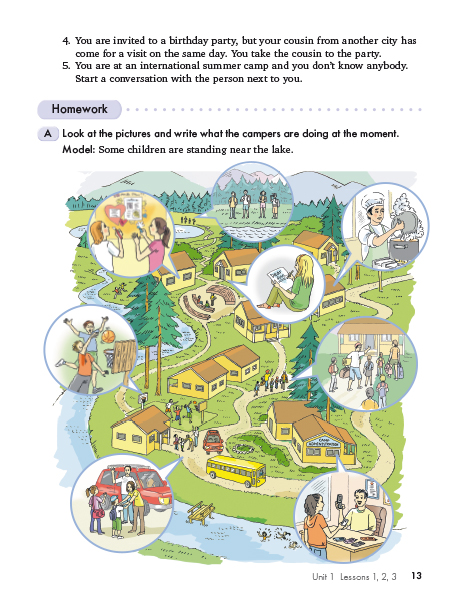 4. You are invited to a birthday party, but your cousin from another city has
come for a visit on the same day. You take the cousin to the party.
5. You are at an international summer camp and you don't know anybody.
Start a conversation with the person next to you.
Homework
A Look at the pictures and write what the campers are doing at the moment.
Model: Some children are standing near the lake.
CAMP
ADMINISTRATION
Unit 1 Lessons 1, 2, 3 13